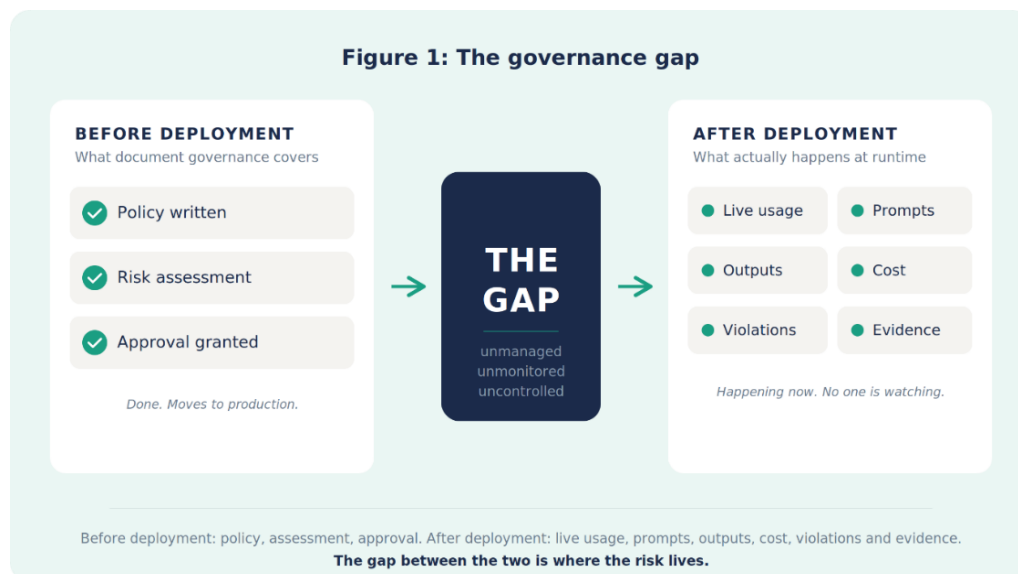 Figure 1: The governance gap
BEFORE DEPLOYMENT
What document governance covers
Policy written
Risk assessment
Approval granted
Done. Moves to production.
THE
GAP
unmanaged
unmonitored
uncontrolled
AFTER DEPLOYMENT
What actually happens at runtime
Live usage
Prompts
Outputs
Cost
Violations
Evidence
Happening now. No one is watching.
Before deployment: policy, assessment, approval. After deployment: live usage, prompts, outputs, cost, violations and evidence.
The gap between the two is where the risk lives.